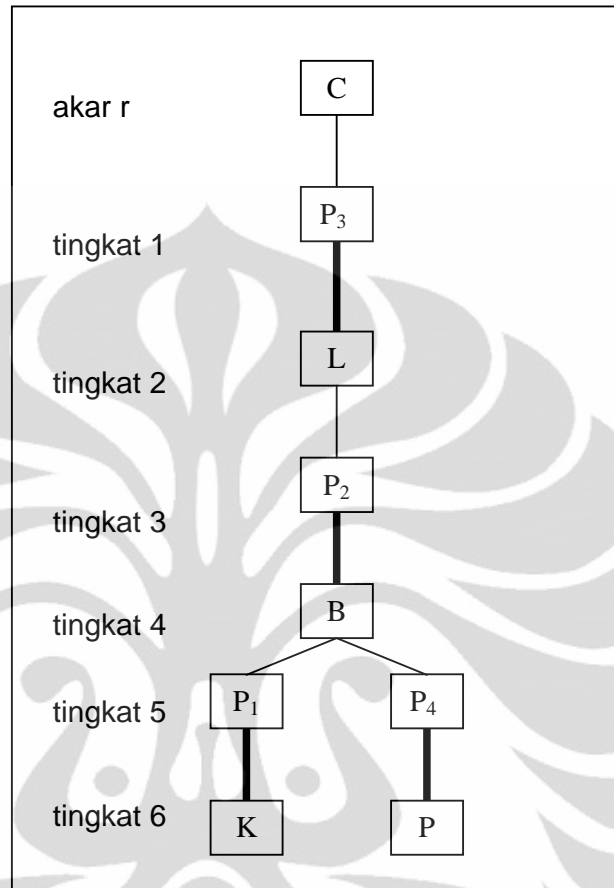 akar r
C
tingkat 1
P₃
tingkat 2
L
tingkat 3
P₂
tingkat 4
B
tingkat 5
P₁ P₄
tingkat 6
K P